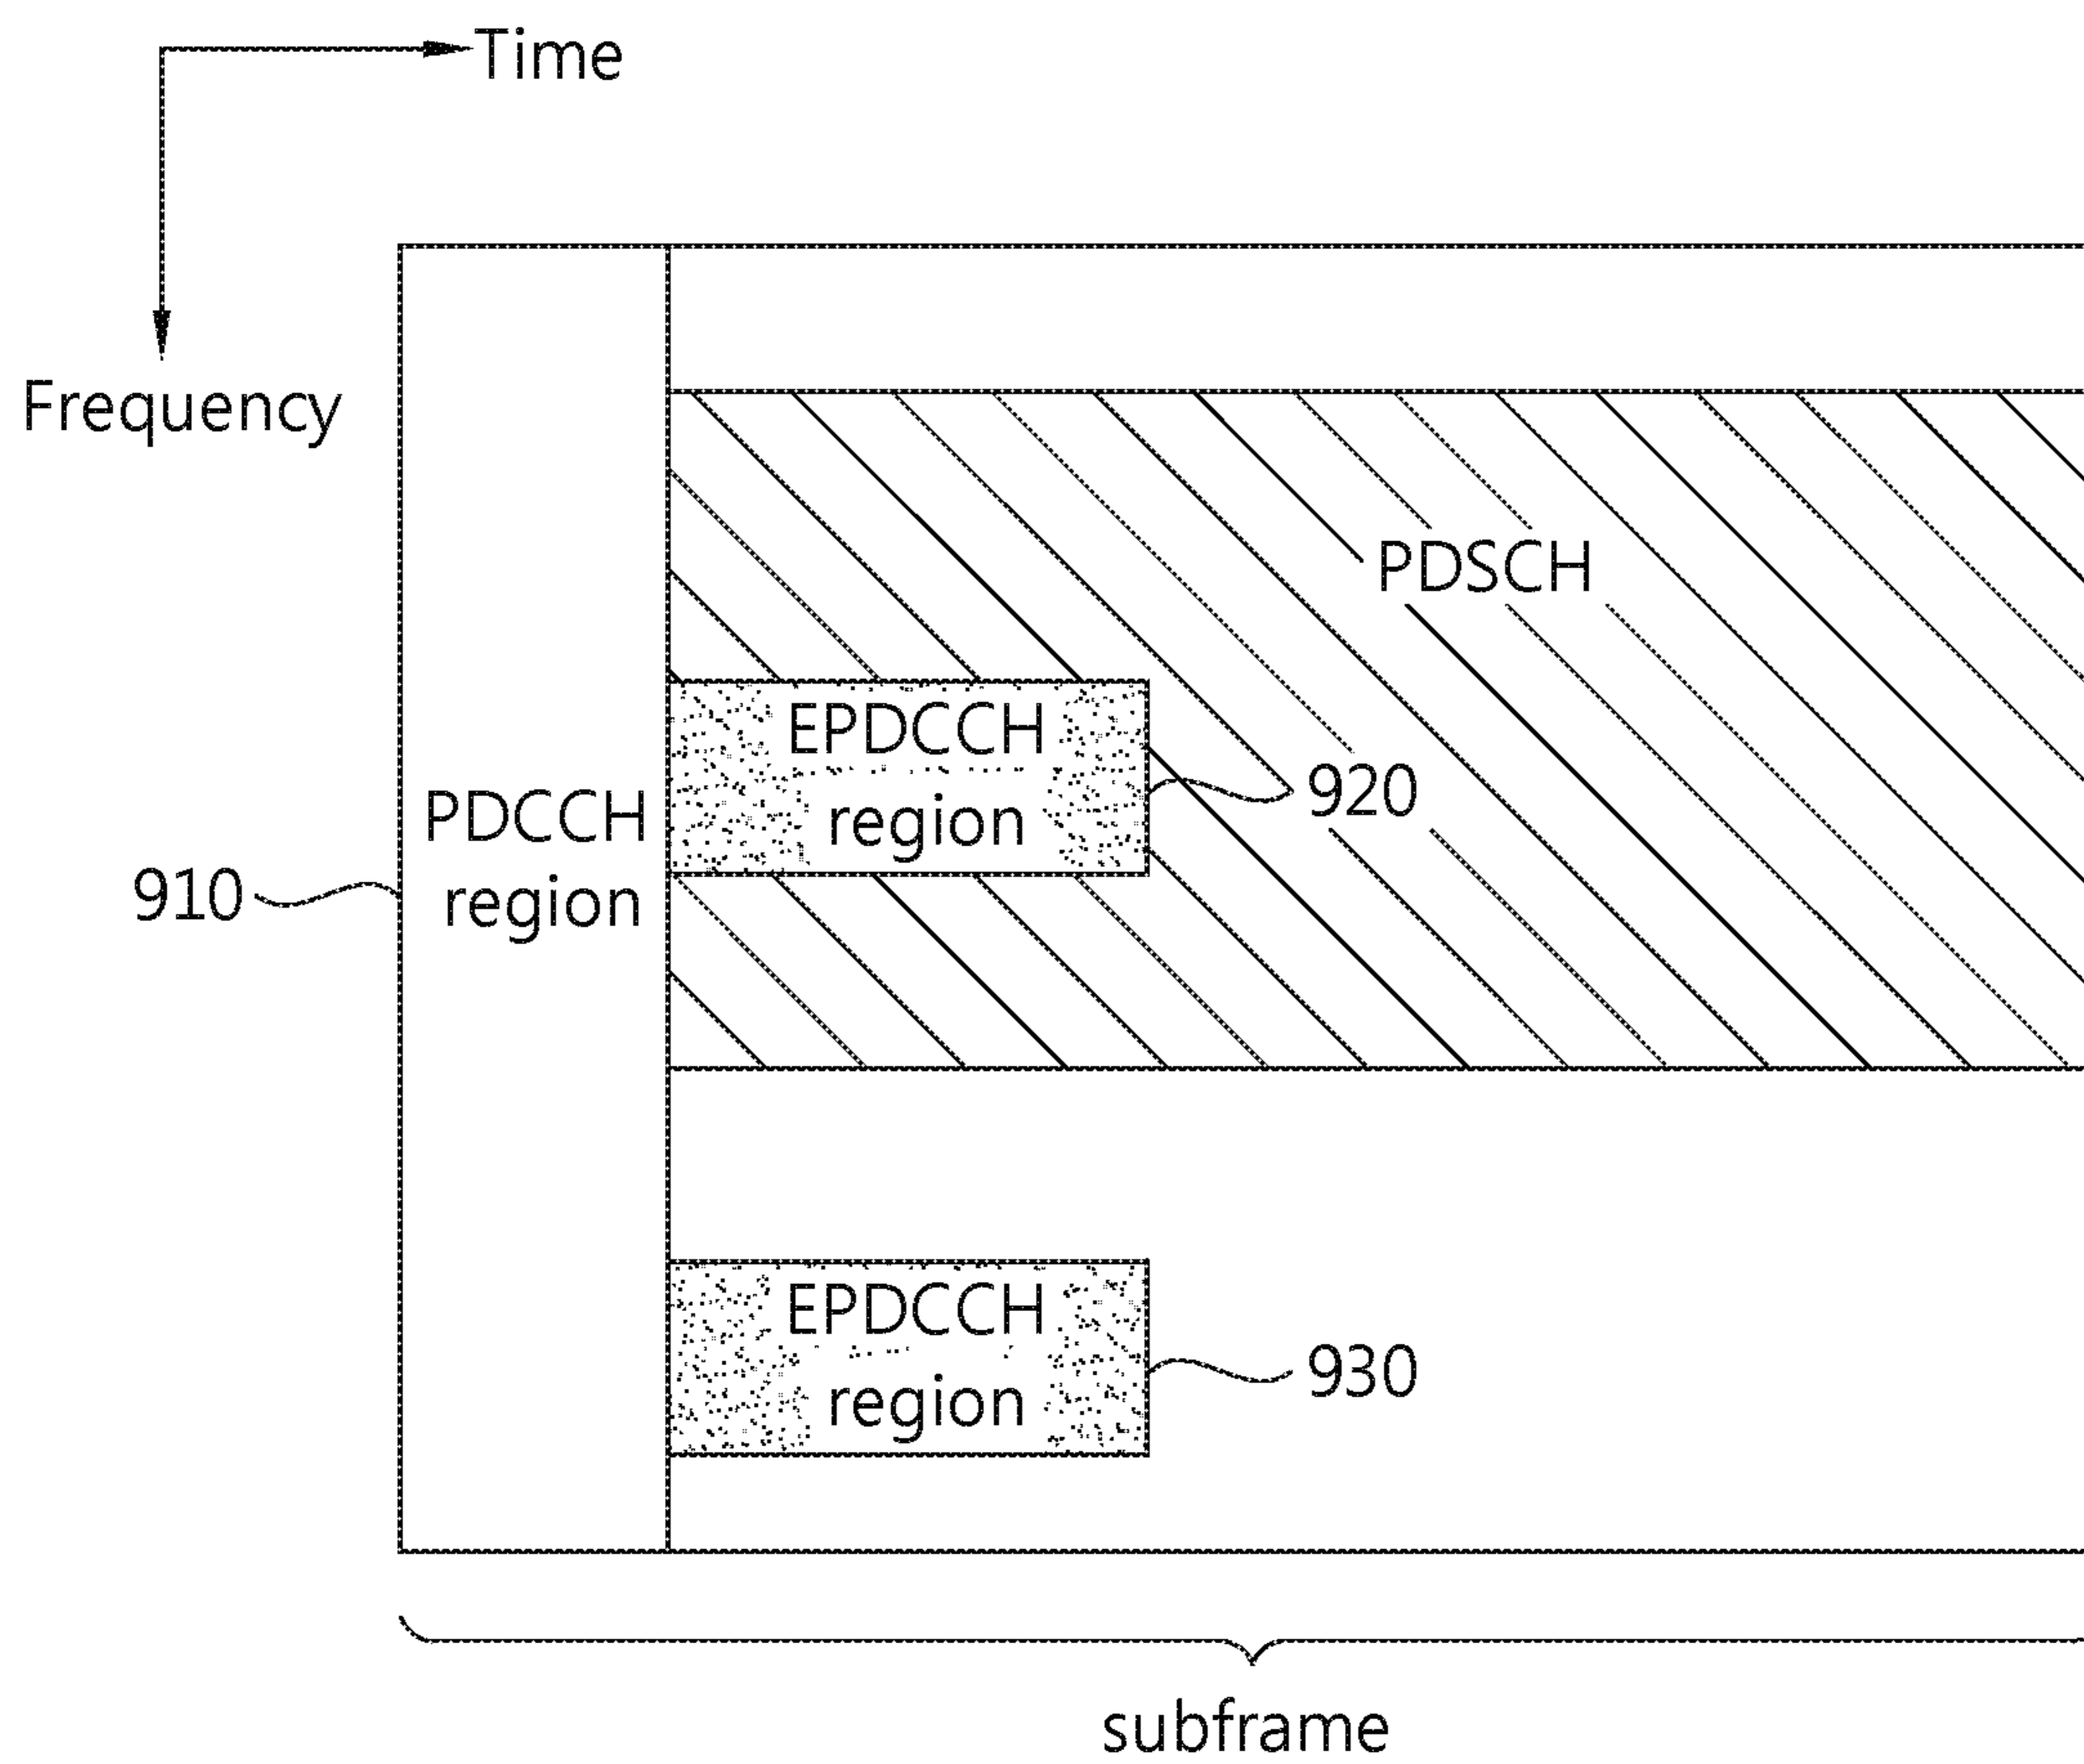 Time
Frequency
PDSCH
EPDCCH
region
920
PDCCH
region
910
EPDCCH
region
930
subframe